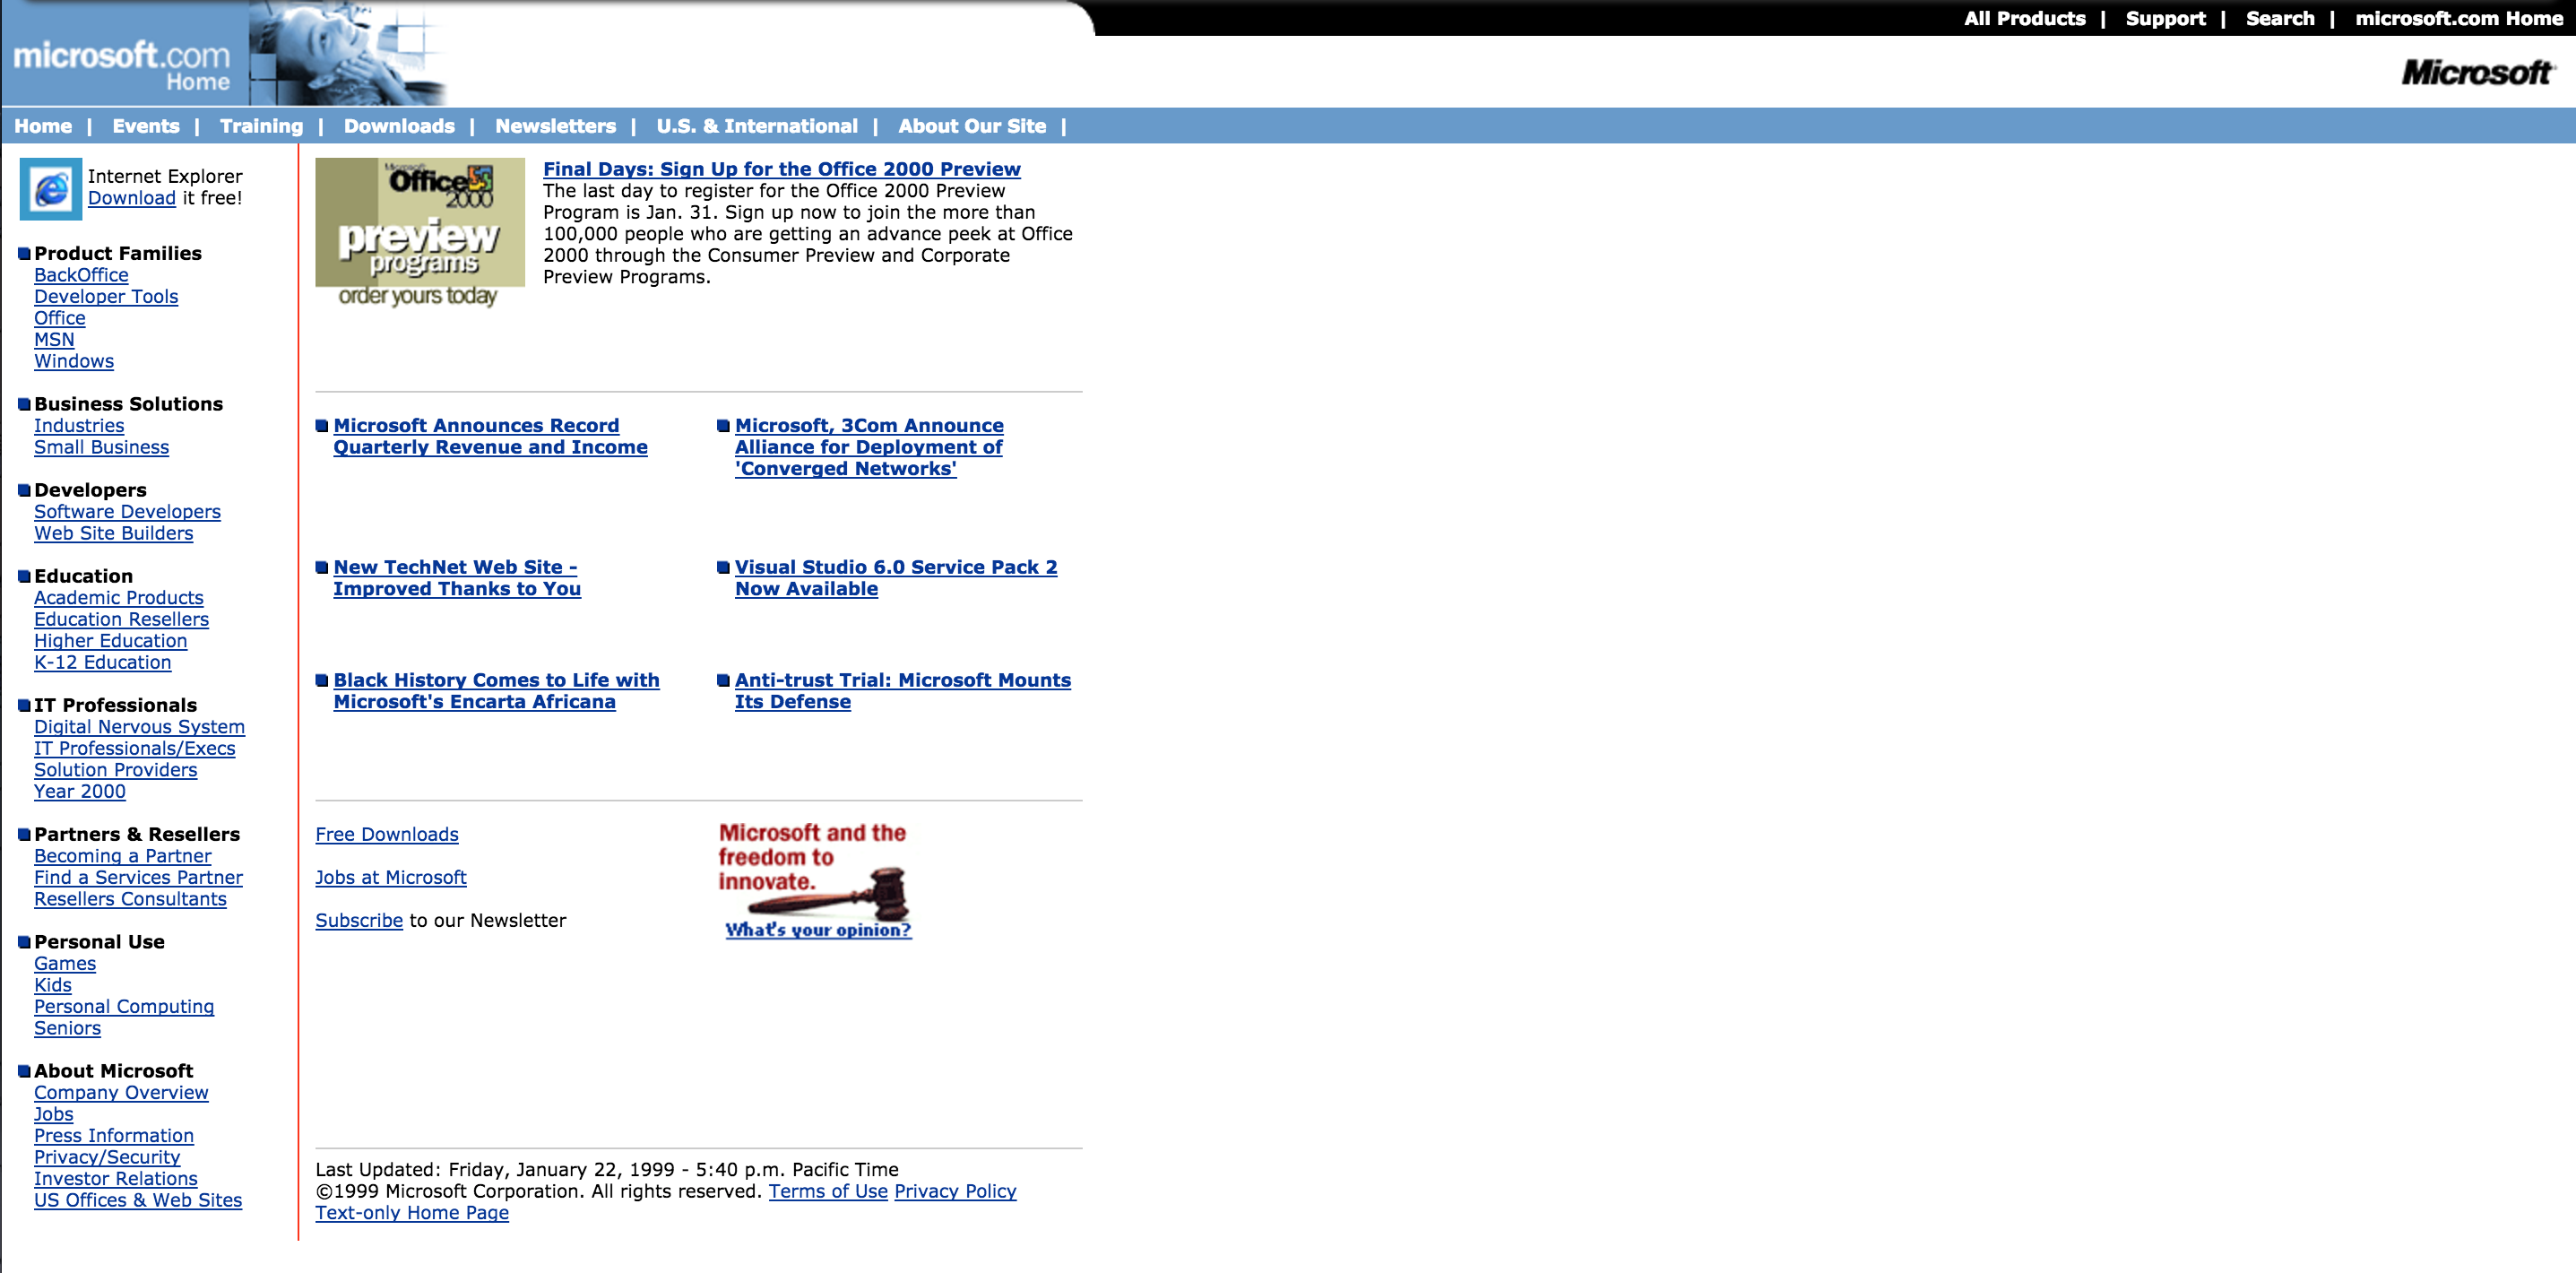 All Products | Support | Search | microsoft.com Home
microsoft.com
Home
Microsoft
Home | Events | Training | Downloads | Newsletters | U.S. & International | About Our Site |
Internet Explorer
Download it free!
Product Families
BackOffice
Developer Tools
Office
MSN
Windows
Business Solutions
Industries
Small Business
Developers
Software Developers
Web Site Builders
Education
Academic Products
Education Resellers
Higher Education
K-12 Education
IT Professionals
Digital Nervous System
IT Professionals/Execs
Solution Providers
Year 2000
Partners & Resellers
Becoming a Partner
Find a Services Partner
Resellers Consultants
Personal Use
Games
Kids
Personal Computing
Seniors
About Microsoft
Company Overview
Jobs
Press Information
Privacy/Security
Investor Relations
US Offices & Web Sites
Microsoft
Office
2000
preview
programs
order yours today
Final Days: Sign Up for the Office 2000 Preview
The last day to register for the Office 2000 Preview
Program is Jan. 31. Sign up now to join the more than
100,000 people who are getting an advance peek at Office
2000 through the Consumer Preview and Corporate
Preview Programs.
Microsoft Announces Record
Quarterly Revenue and Income
Microsoft, 3Com Announce
Alliance for Deployment of
'Converged Networks'
New TechNet Web Site -
Improved Thanks to You
Visual Studio 6.0 Service Pack 2
Now Available
Black History Comes to Life with
Microsoft's Encarta Africana
Anti-trust Trial: Microsoft Mounts
Its Defense
Free Downloads
Jobs at Microsoft
Subscribe to our Newsletter
Microsoft and the
freedom to
innovate.
What's your opinion?
Last Updated: Friday, January 22, 1999 - 5:40 p.m. Pacific Time
©1999 Microsoft Corporation. All rights reserved. Terms of Use Privacy Policy
Text-only Home Page